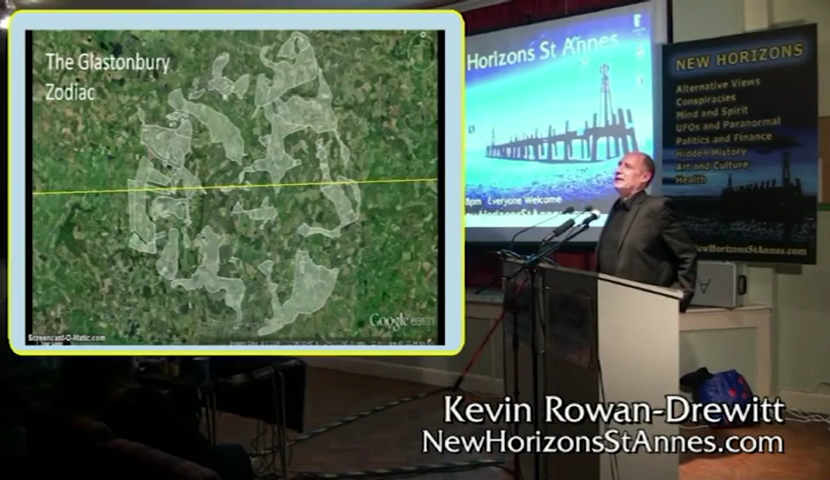 The Glastonbury
Zodiac
Google earth
Screencast-O-Matic.com
Horizons St Annes
8pm Everyone Welcome
NEW HORIZONS
Alternative Views
Conspiracies
Mind and Spirit
UFOs and Paranormal
Politics and Finance
Hidden History
Art and Culture
Health
NewHorizonsStAnnes.com
Kevin Rowan-Drewitt
NewHorizonsStAnnes.com